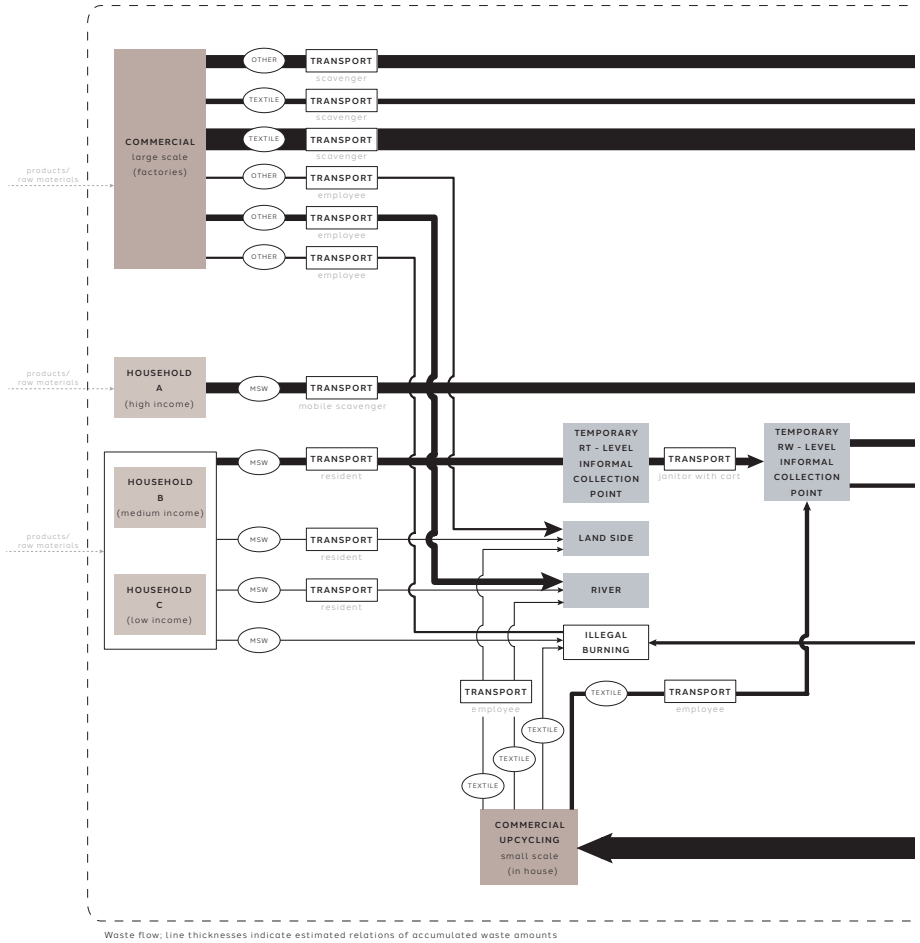 OTHER
TRANSPORT
scavenger
TEXTILE
TRANSPORT
scavenger
TEXTILE
TRANSPORT
scavenger
COMMERCIAL
large scale
(factories)
products/
raw materials
OTHER
TRANSPORT
employee
OTHER
TRANSPORT
employee
OTHER
TRANSPORT
employee
products/
raw materials
HOUSEHOLD
A
(high income)
MSW
TRANSPORT
mobile scavenger
MSW
TRANSPORT
resident
TEMPORARY
RT - LEVEL
INFORMAL
COLLECTION
POINT
TRANSPORT
janitor with cart
TEMPORARY
RW - LEVEL
INFORMAL
COLLECTION
POINT
HOUSEHOLD
B
(medium income)
products/
raw materials
MSW
TRANSPORT
resident
LAND SIDE
HOUSEHOLD
C
(low income)
MSW
TRANSPORT
resident
RIVER
MSW
ILLEGAL
BURNING
TRANSPORT
employee
TEXTILE
TRANSPORT
employee
TEXTILE
TEXTILE
TEXTILE
COMMERCIAL
UPCYCLING
small scale
(in house)
Waste flow; line thicknesses indicate estimated relations of accumulated waste amounts